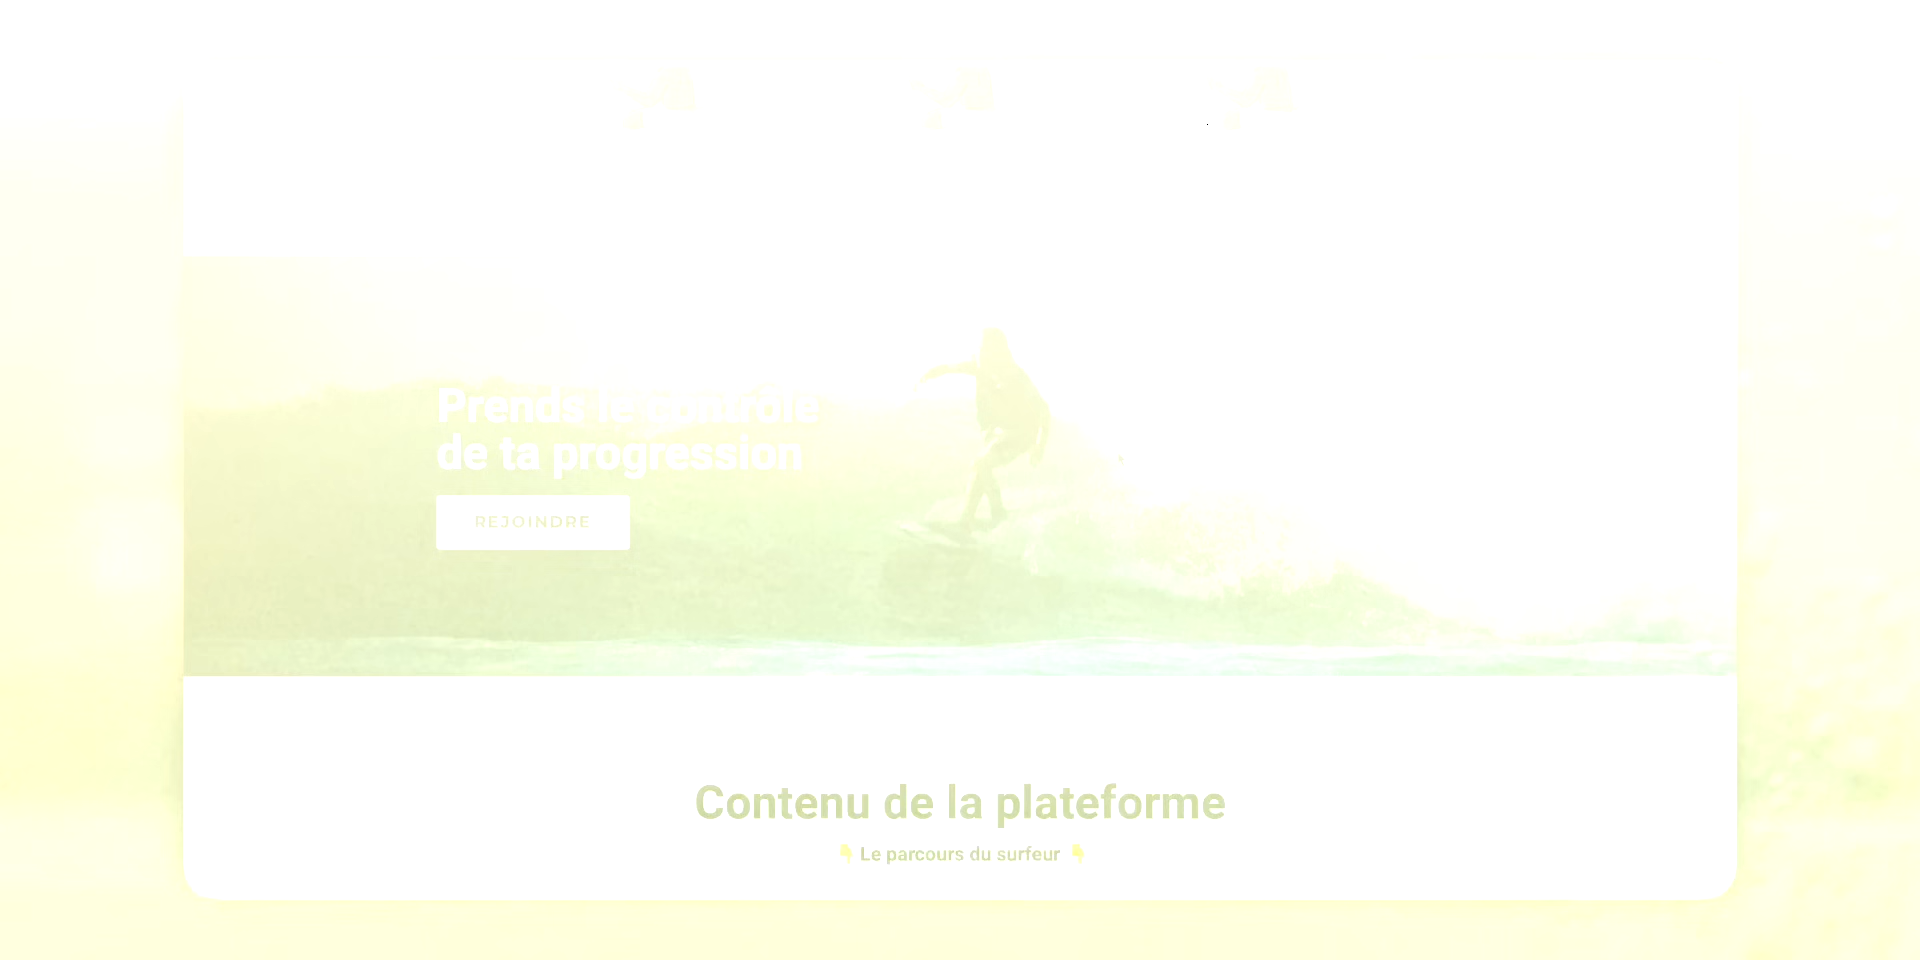 Prends le contrôle
de ta progression
REJOINDRE
Contenu de la plateforme
👇 Le parcours du surfeur 👇